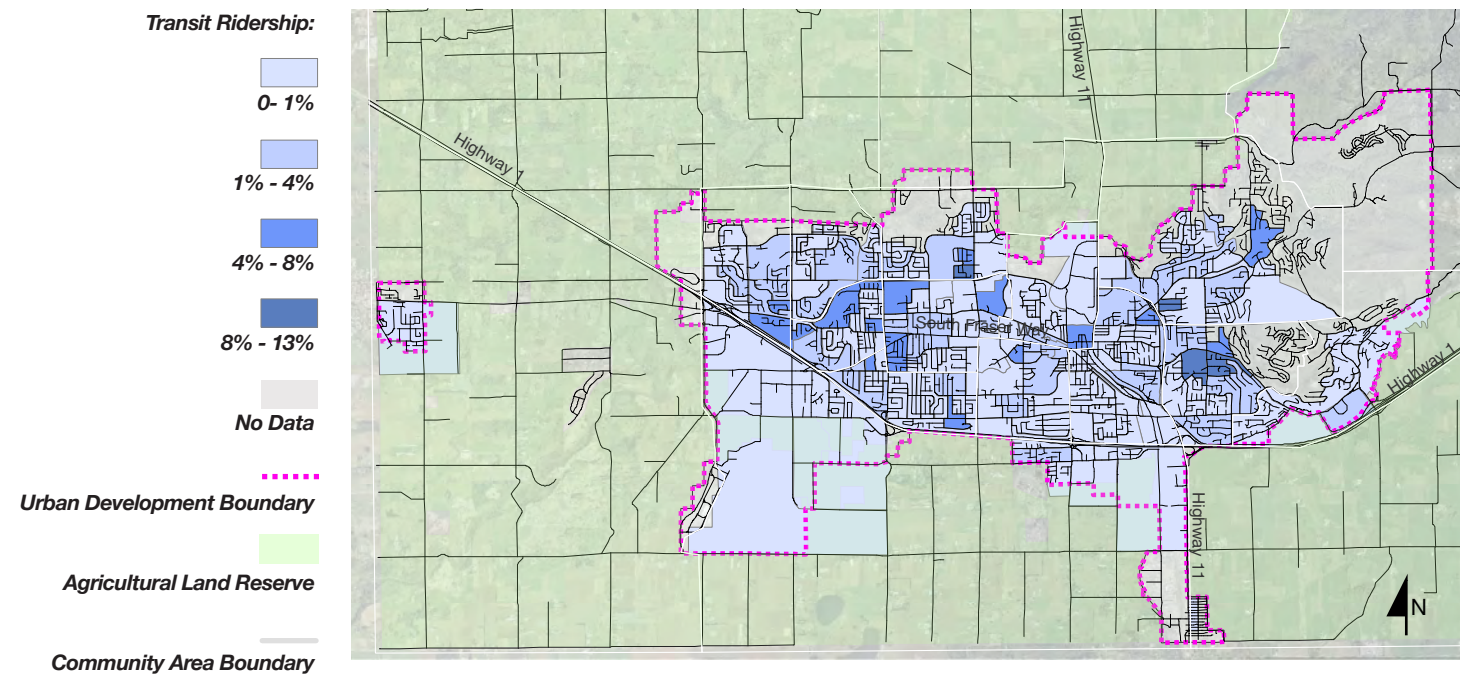 Transit Ridership:
0- 1%
1% - 4%
4% - 8%
8% - 13%
No Data
Urban Development Boundary
Agricultural Land Reserve
Community Area Boundary
Highway 1
Highway 11
South Fraser Way
Highway 1
Highway 11
N